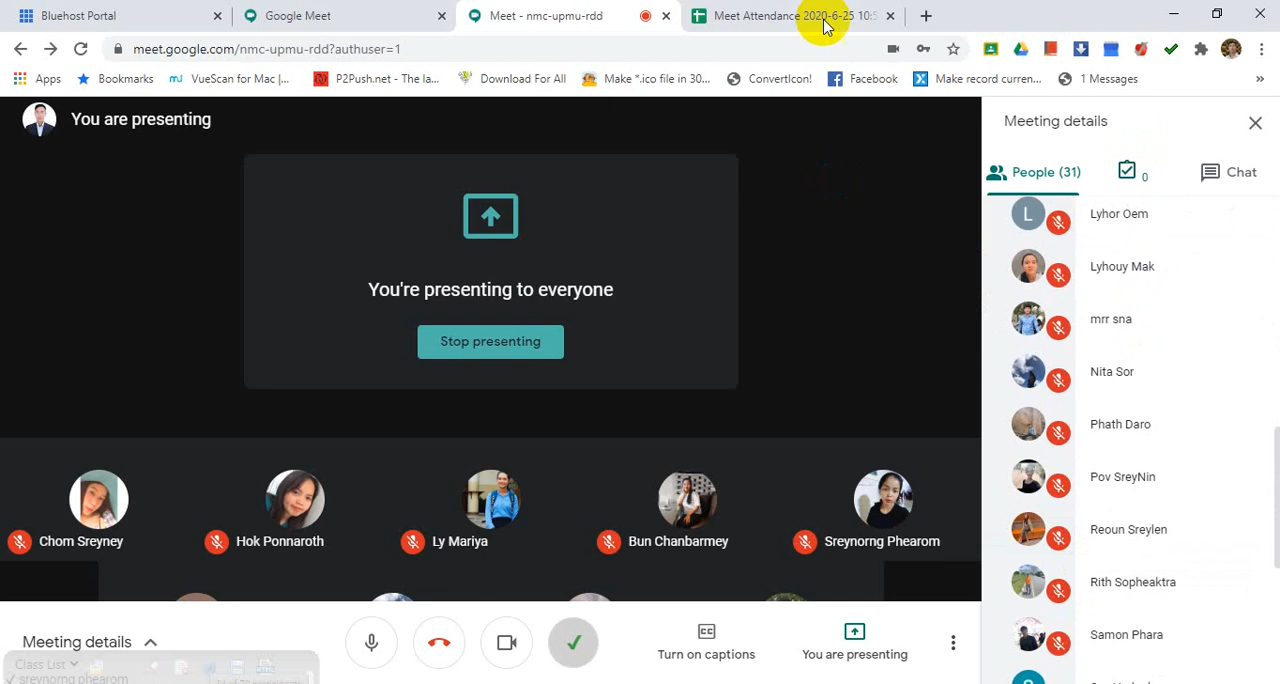 Bluehost Portal
Google Meet
Meet - nmc-upmu-rdd
Meet Attendance 2020-6-25 10:5
meet.google.com/nmc-upmu-rdd?authuser=1
Apps
Bookmarks
VueScan for Mac |...
P2Push.net - The la...
Download For All
Make *.ico file in 30...
ConvertIcon!
Facebook
Make record curren...
1 Messages
You are presenting
Meeting details
People (31)
0
Chat
You're presenting to everyone
Stop presenting
L
Lyhor Oem
Lyhouy Mak
mrr sna
Nita Sor
Phath Daro
Pov SreyNin
Reoun Sreylen
Rith Sopheaktra
Samon Phara
Chom Sreyney
Hok Ponnaroth
Ly Mariya
Bun Chanbarmey
Sreynorng Phearom
Meeting details
Turn on captions
You are presenting
Class List
sreynorng phearom